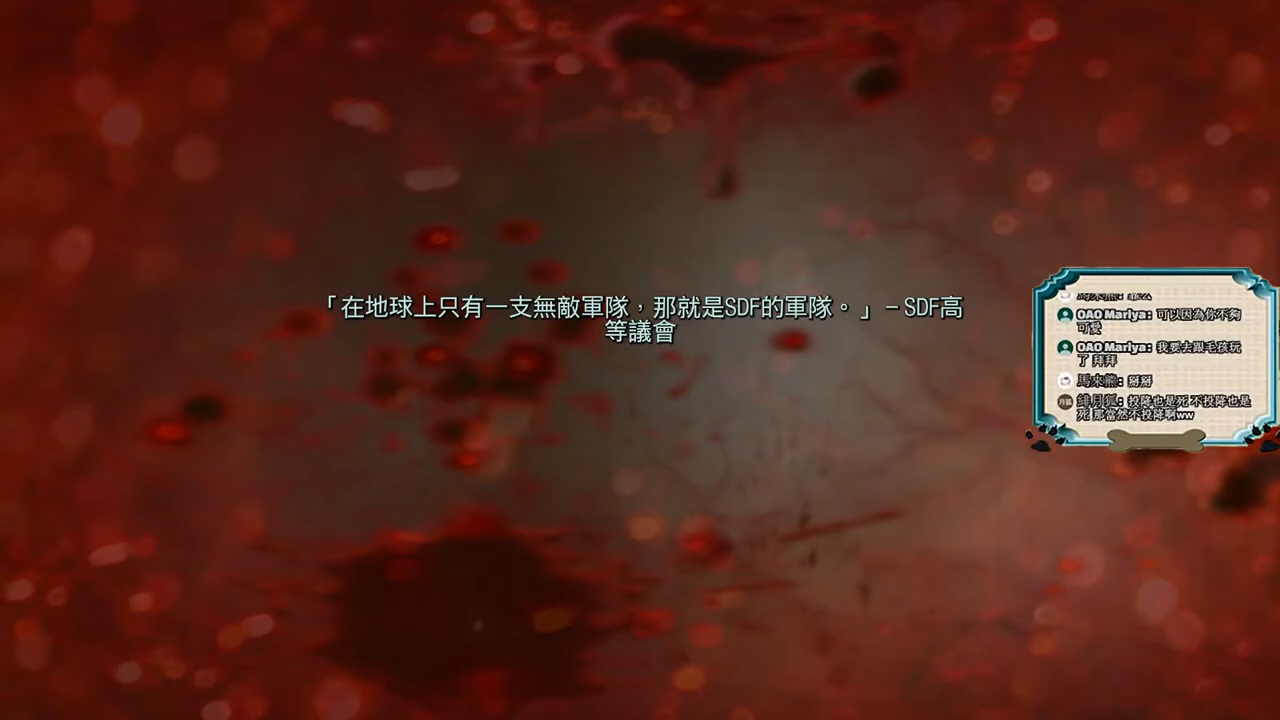 「在地球上只有一支無敵軍隊，那就是SDF的軍隊。」－SDF高
等議會
OAO Mariya: 可以因為你不夠
可愛
OAO Mariya: 我要去跟毛孩玩
了 拜拜
馬來熊: 掰掰
緋月狐: 投降也是死 不投降也是
死 那當然不投降啊ww